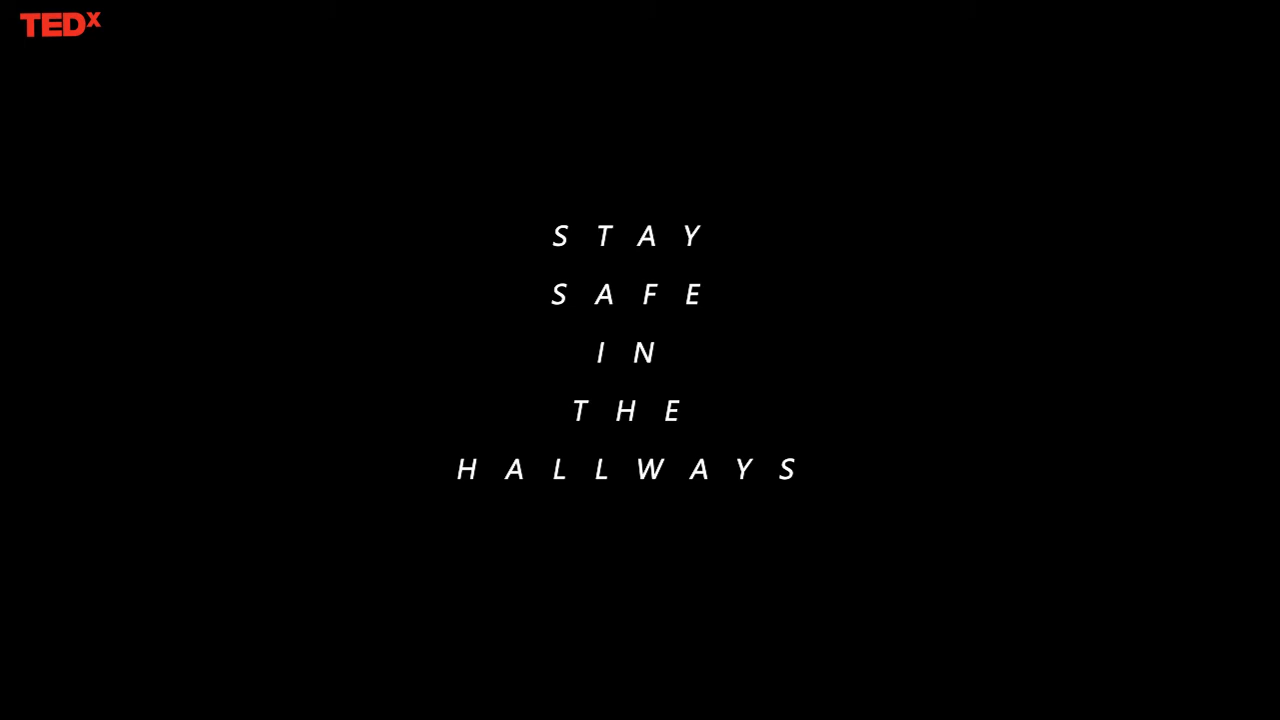 TEDx
S T A Y
S A F E
I N
T H E
H A L L W A Y S